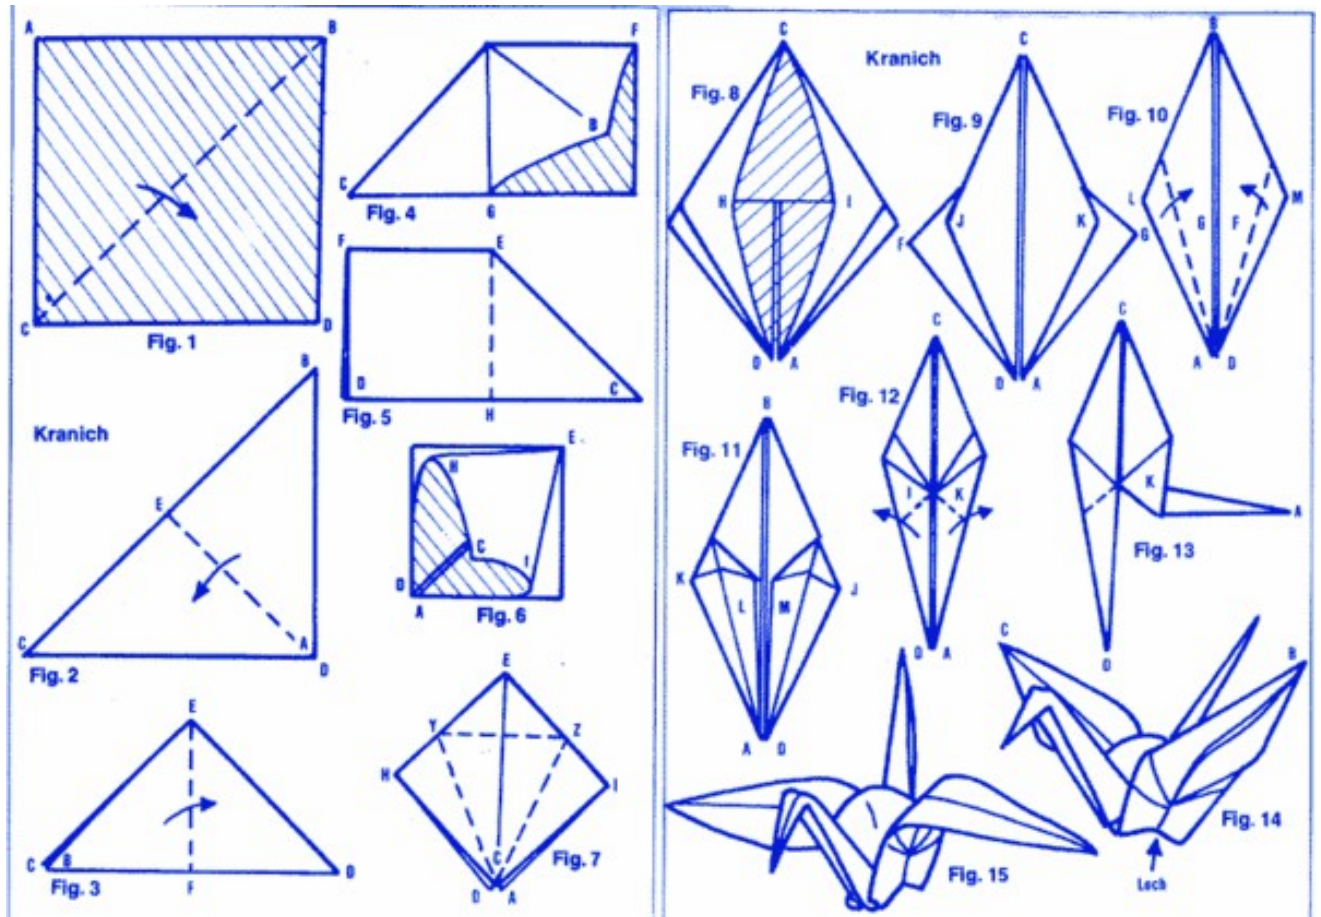 A B
C D
Fig. 1
B
Kranich
E
C A
D
Fig. 2
E
C B F D
Fig. 3
F
B
C G
Fig. 4
F E
D C
H
Fig. 5
E
H
C I
D
A
Fig. 6
E
Y Z
H I
C
D A
Fig. 7
C
Fig. 8
H I
D A
Kranich
C
Fig. 9
J K
F G
D A
B
Fig. 10
L G F M
A D
B
Fig. 11
K J
L M
A D
C
Fig. 12
I K
D A
C
K
A
Fig. 13
D
C B
Fig. 14
Loch
Fig. 15